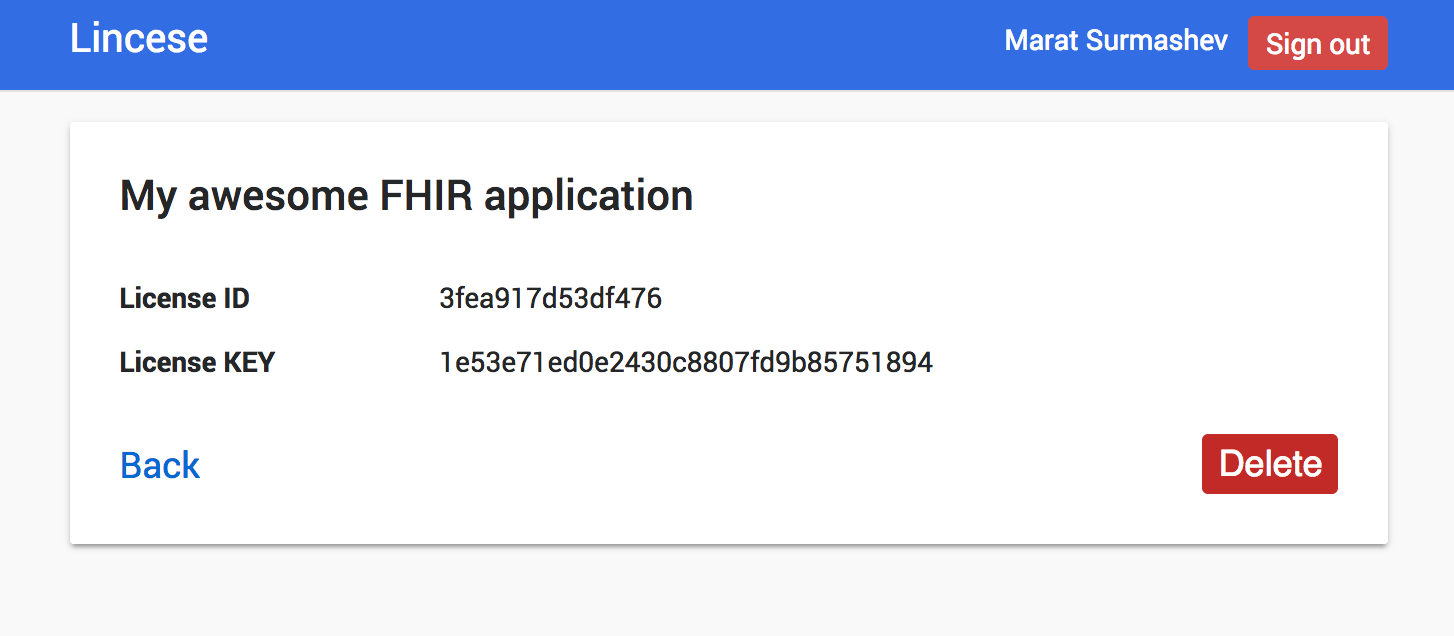 Lincese
Marat Surmashev Sign out
My awesome FHIR application
License ID 3fea917d53df476
License KEY 1e53e71ed0e2430c8807fd9b85751894
Back Delete